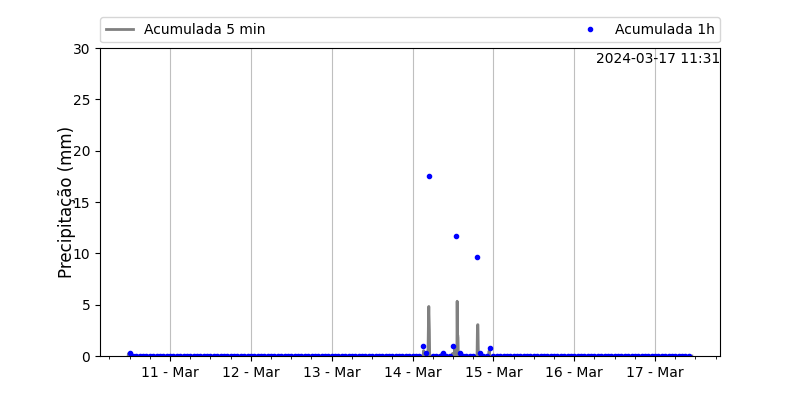 Acumulada 5 min
Acumulada 1h
2024-03-17 11:31
Precipitação (mm)
30
25
20
15
10
5
0
11 - Mar
12 - Mar
13 - Mar
14 - Mar
15 - Mar
16 - Mar
17 - Mar